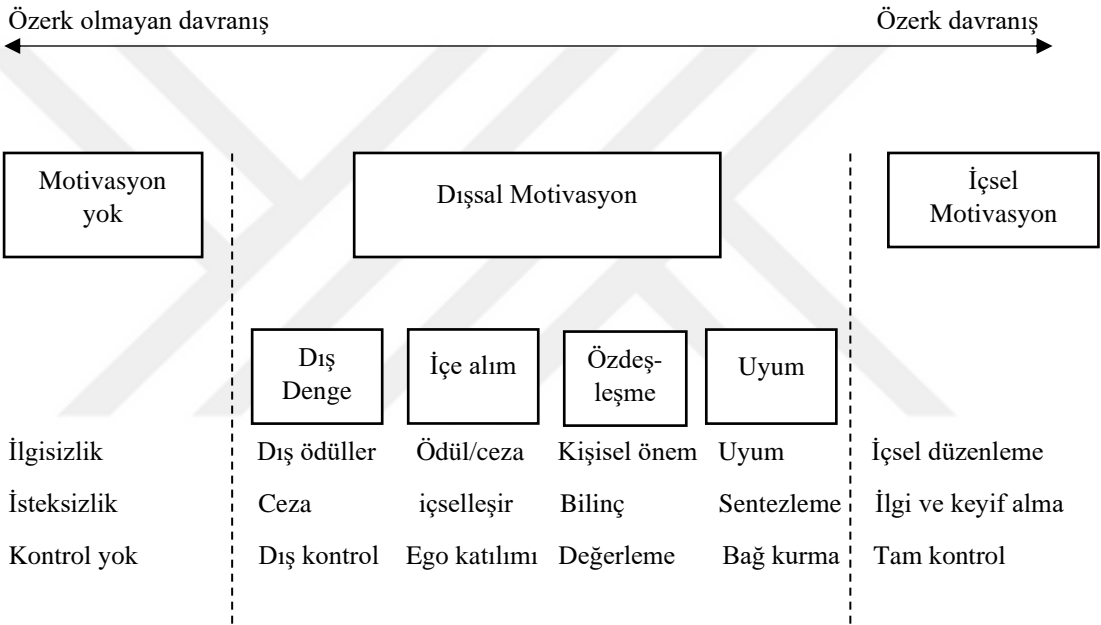 Özerk olmayan davranış Özerk davranış
Motivasyon
yok
Dışsal Motivasyon
İçsel
Motivasyon
Dış
Denge
İçe alım
Özdeş-
leşme
Uyum
İlgisizlik Dış ödüller Ödül/ceza Kişisel önem Uyum İçsel düzenleme
İsteksizlik Ceza içselleşir Bilinç Sentezleme İlgi ve keyif alma
Kontrol yok Dış kontrol Ego katılımı Değerleme Bağ kurma Tam kontrol